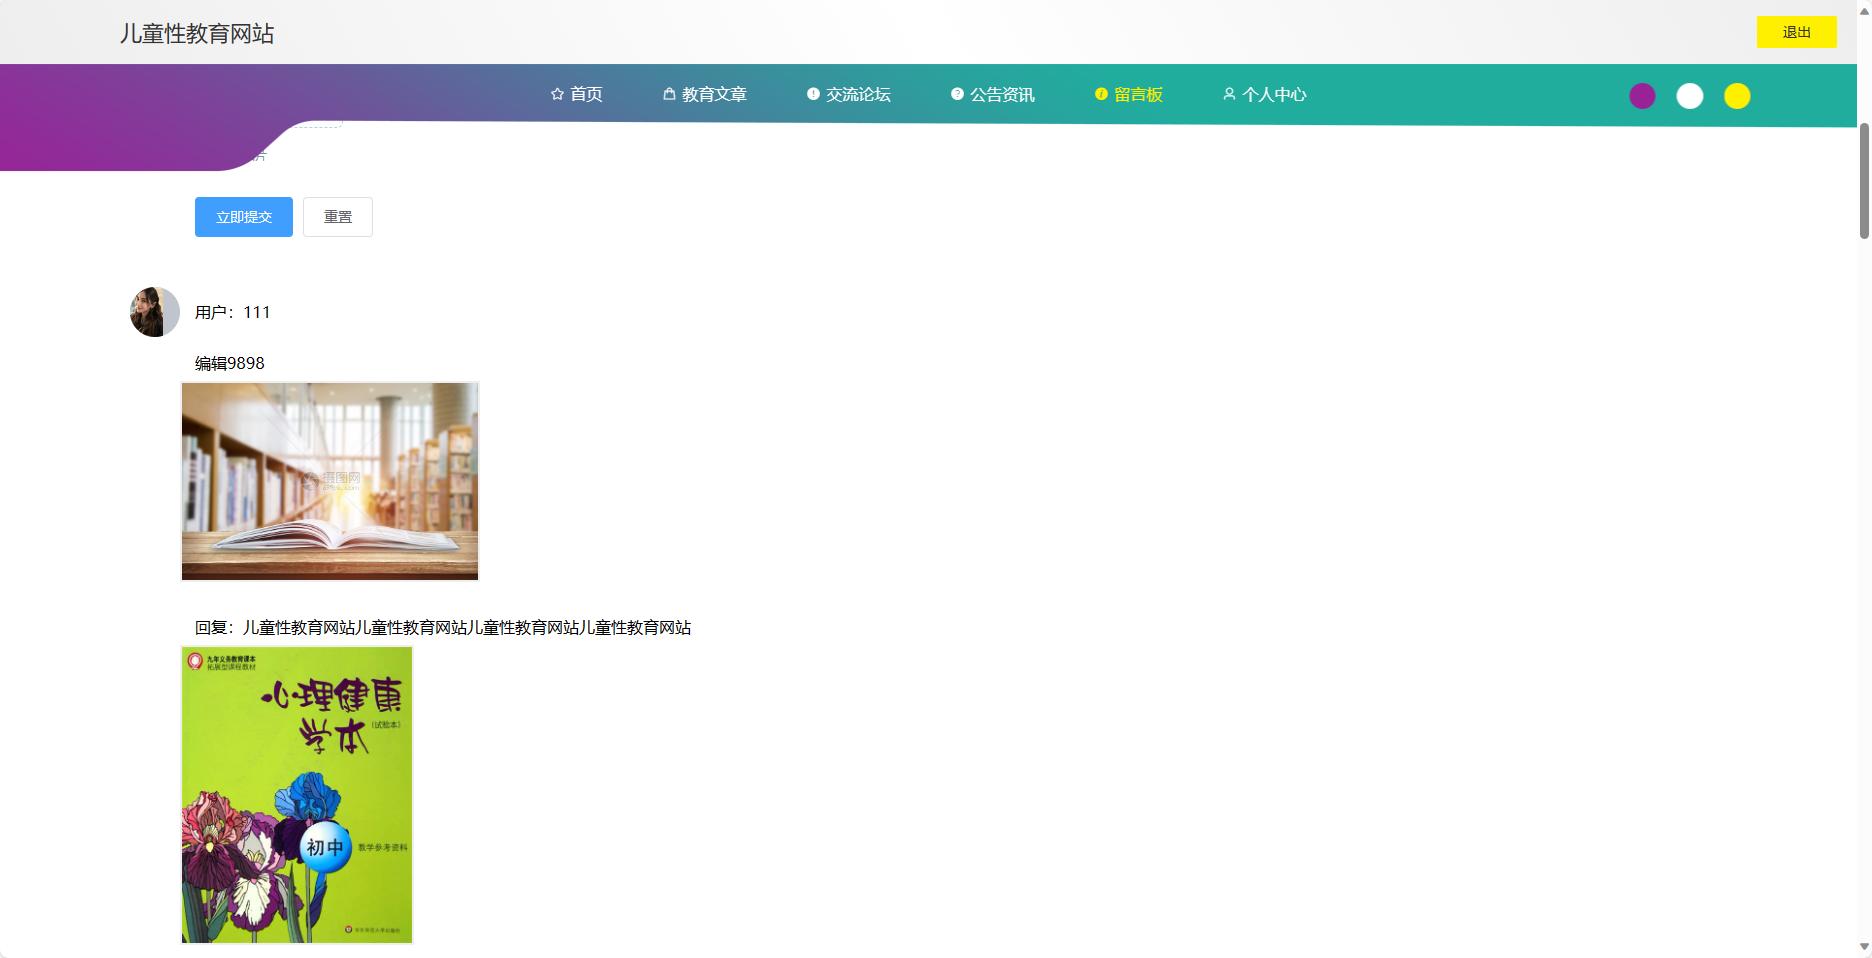 儿童性教育网站
退出
首页 教育文章 交流论坛 公告资讯 留言板 个人中心
片
立即提交 重置
用户：111
编辑9898
摄图网
回复：儿童性教育网站儿童性教育网站儿童性教育网站儿童性教育网站
九年义务教育课本
拓展型课程教材
心理健康
学本
(试验本)
初中
教学参考资料